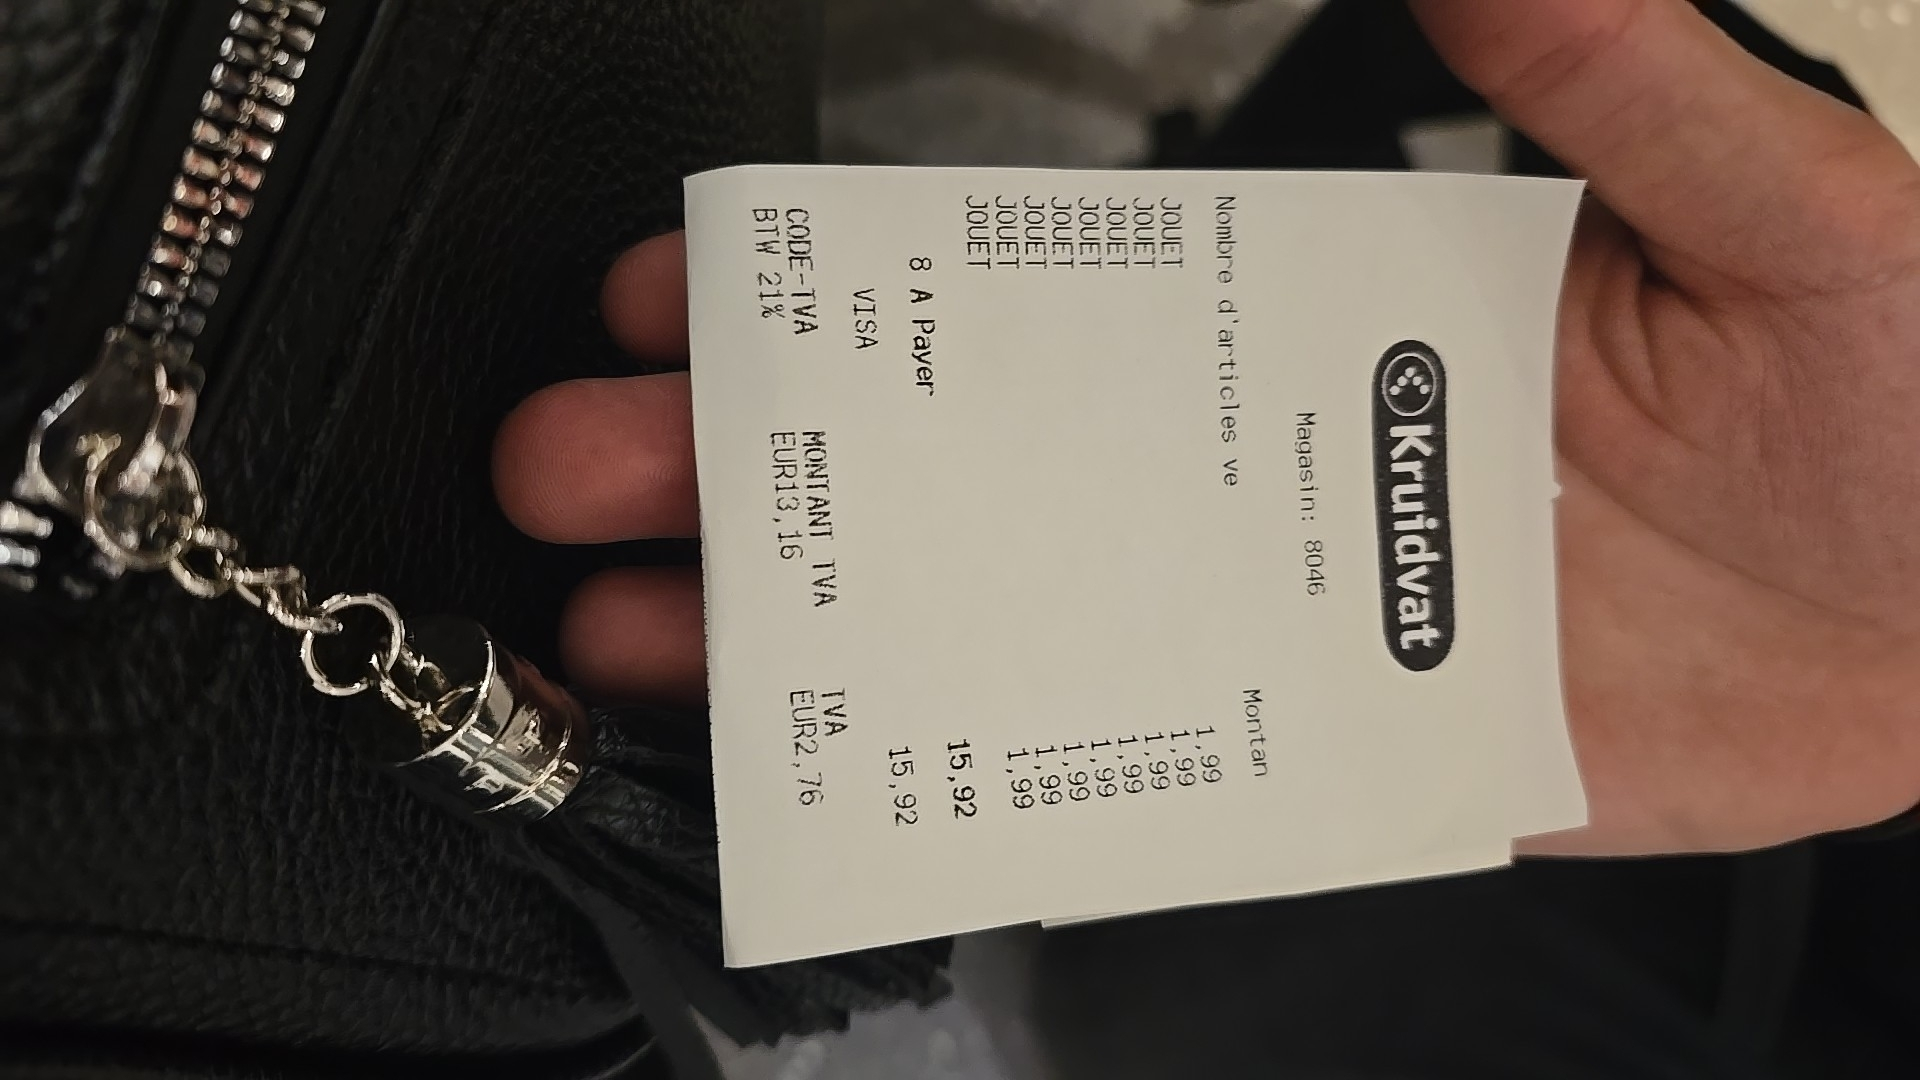 Kruidvat
Magasin: 8046
Nombre d'articles ve Montan
JOUET 1,99
JOUET 1,99
JOUET 1,99
JOUET 1,99
JOUET 1,99
JOUET 1,99
JOUET 1,99
JOUET 1,99
8 A Payer 15,92
VISA 15,92
CODE-TVA MONTANT TVA TVA
BTW 21% EUR13,16 EUR2,76